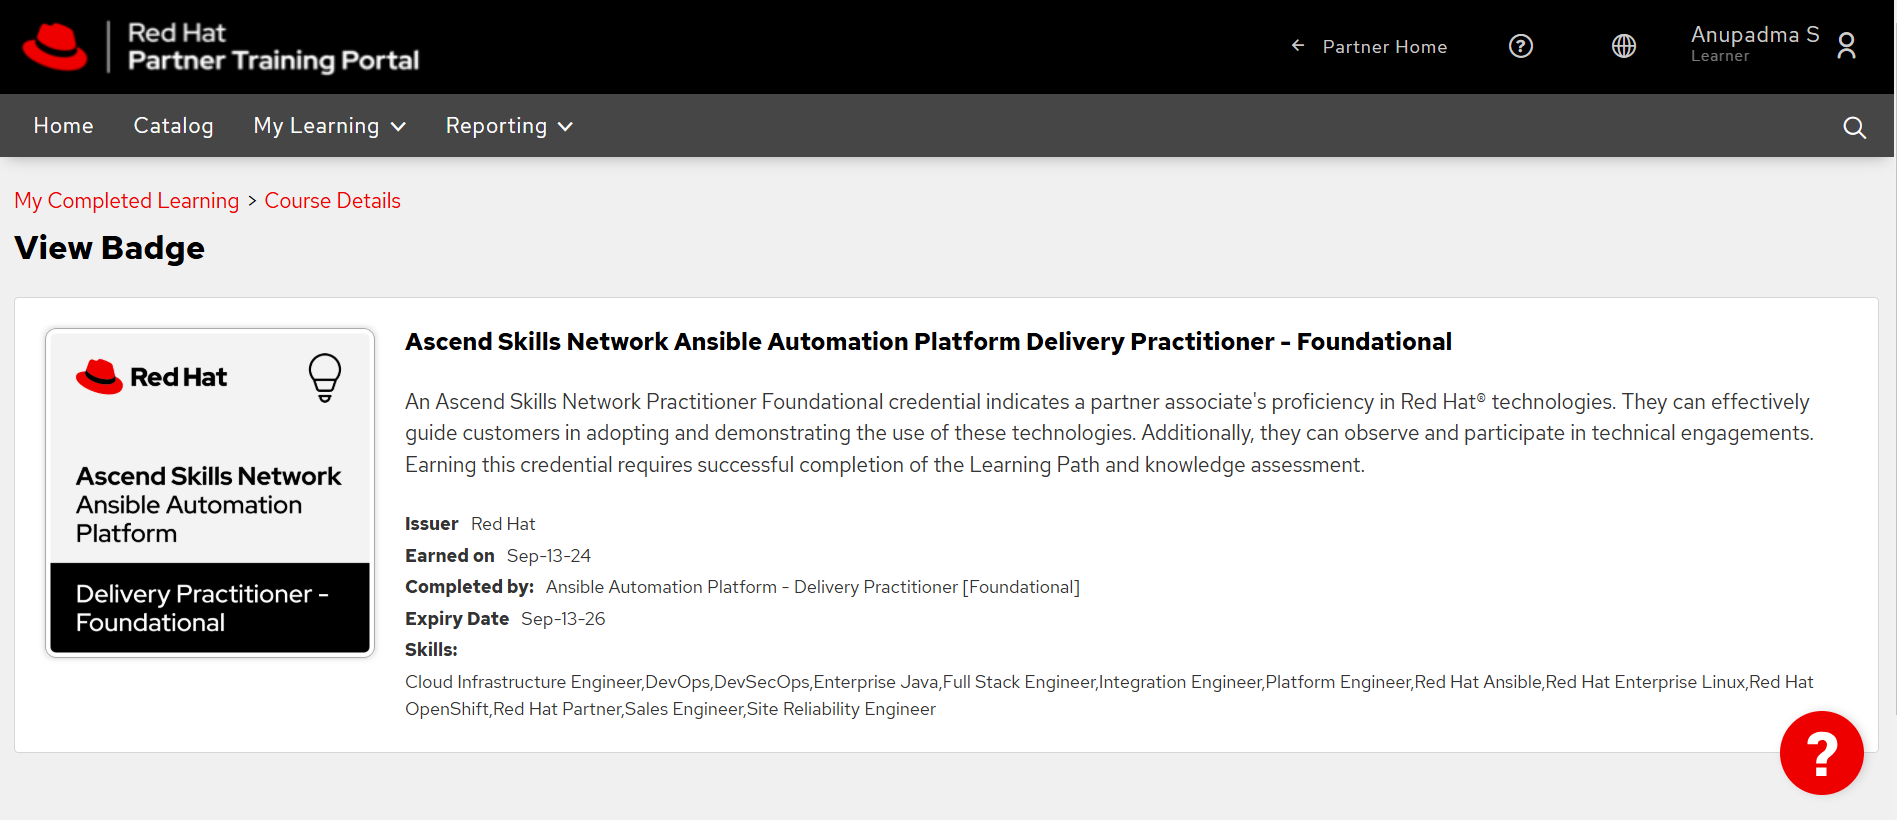 Red Hat
Partner Training Portal
Partner Home
?
Anupadma S
Learner
Home
Catalog
My Learning
Reporting
My Completed Learning > Course Details
View Badge
Red Hat
Ascend Skills Network
Ansible Automation
Platform
Delivery Practitioner -
Foundational
Ascend Skills Network Ansible Automation Platform Delivery Practitioner - Foundational
An Ascend Skills Network Practitioner Foundational credential indicates a partner associate's proficiency in Red Hat® technologies. They can effectively
guide customers in adopting and demonstrating the use of these technologies. Additionally, they can observe and participate in technical engagements.
Earning this credential requires successful completion of the Learning Path and knowledge assessment.
Issuer Red Hat
Earned on Sep-13-24
Completed by: Ansible Automation Platform - Delivery Practitioner [Foundational]
Expiry Date Sep-13-26
Skills:
Cloud Infrastructure Engineer,DevOps,DevSecOps,Enterprise Java,Full Stack Engineer,Integration Engineer,Platform Engineer,Red Hat Ansible,Red Hat Enterprise Linux,Red Hat
OpenShift,Red Hat Partner,Sales Engineer,Site Reliability Engineer
?